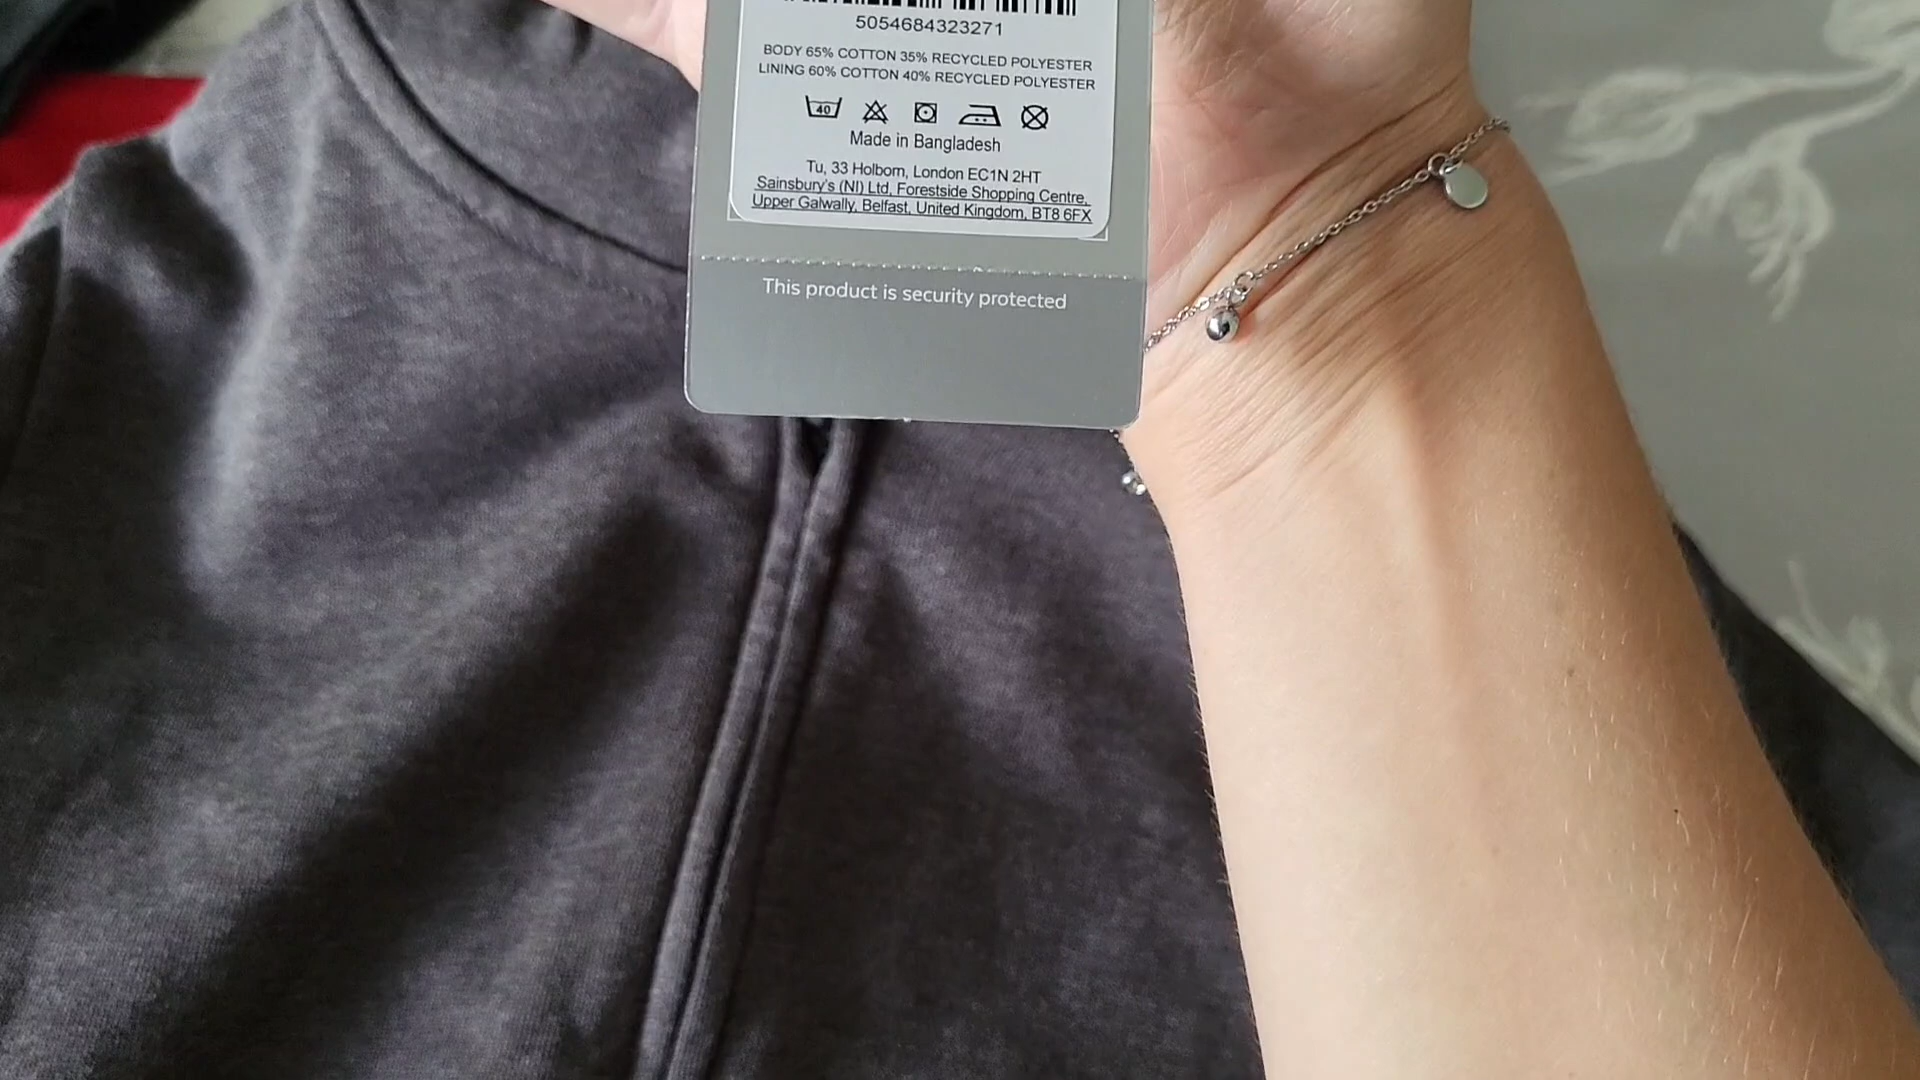 5054684323271
BODY 65% COTTON 35% RECYCLED POLYESTER
LINING 60% COTTON 40% RECYCLED POLYESTER
40
Made in Bangladesh
Tu, 33 Holborn, London EC1N 2HT
Sainsbury's (NI) Ltd, Forestside Shopping Centre,
Upper Galwally, Belfast, United Kingdom, BT8 6FX
This product is security protected